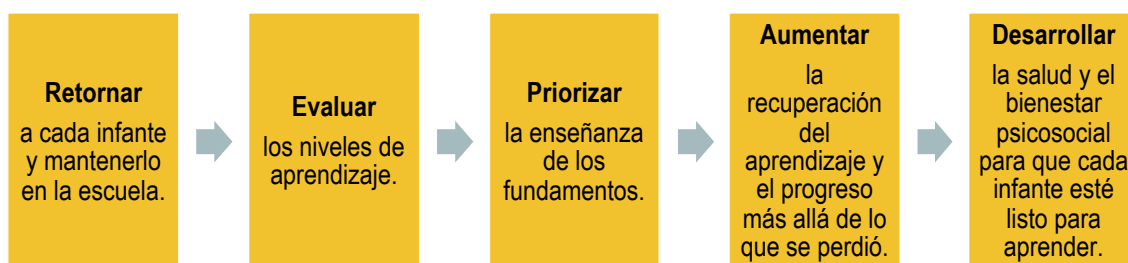 Retornar
a cada infante
y mantenerlo
en la escuela.
Evaluar
los niveles de
aprendizaje.
Priorizar
la enseñanza
de los
fundamentos.
Aumentar
la
recuperación
del
aprendizaje y
el progreso
más allá de lo
que se perdió.
Desarrollar
la salud y el
bienestar
psicosocial
para que cada
infante esté
listo para
aprender.